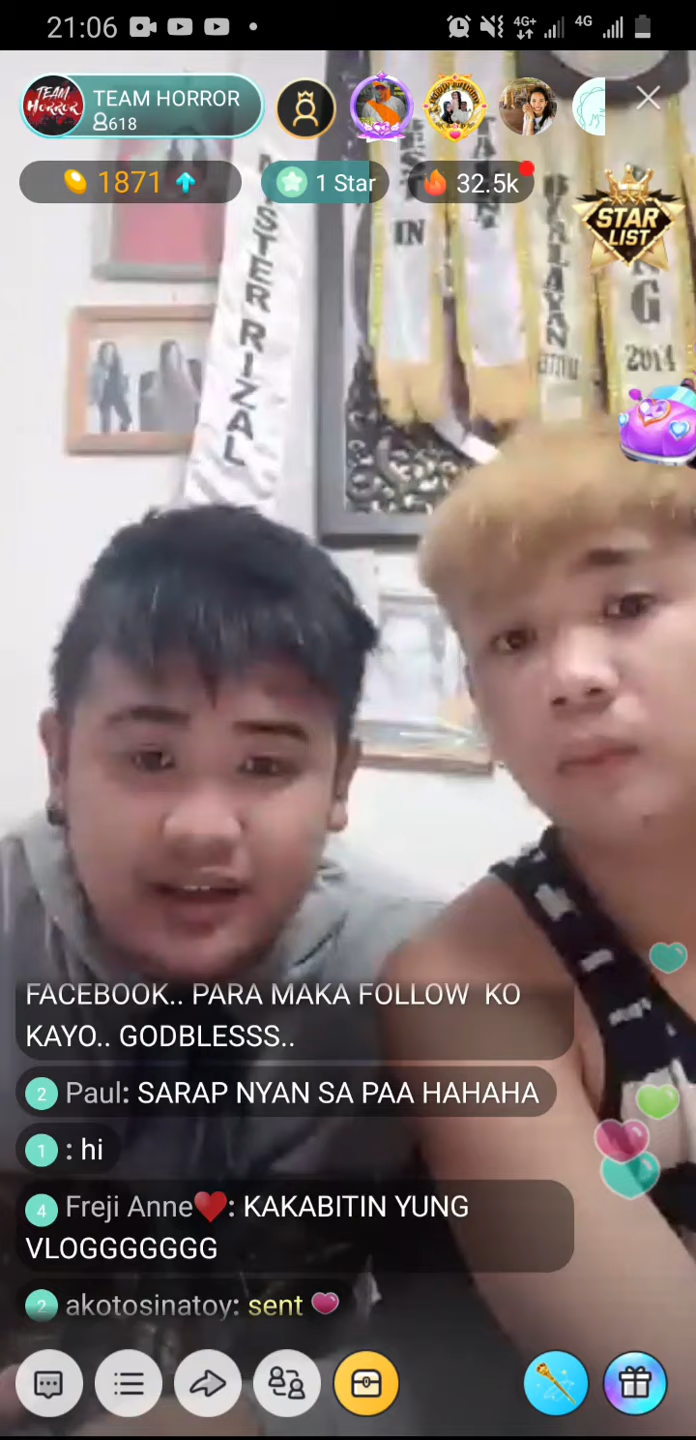 21:06
4G+
4G
TEAM HORROR
TEAM HORROR
618
1871
1 Star
32.5k
STAR LIST
STER RIZAL
IN
G
2014
FACEBOOK.. PARA MAKA FOLLOW KO
KAYO.. GODBLESSS..
2 Paul: SARAP NYAN SA PAA HAHAHA
1 : hi
4 Freji Anne❤️: KAKABITIN YUNG
VLOGGGGGGG
2 akotosinatoy: sent